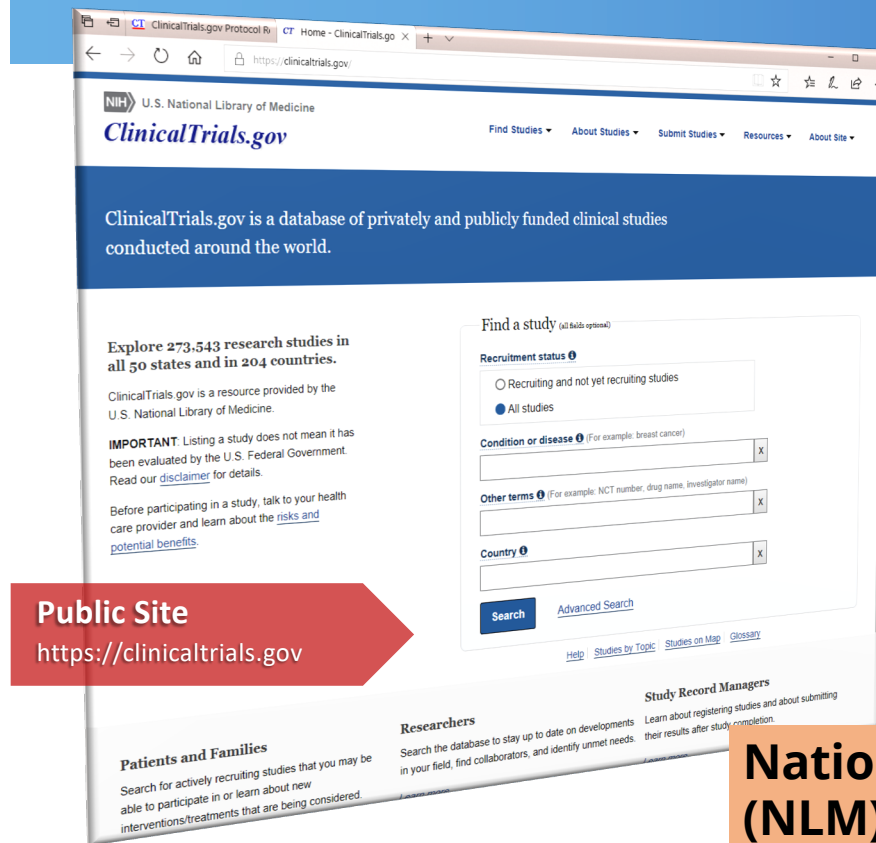 CT ClinicalTrials.gov Protocol R
CT Home - ClinicalTrials.go
https://clinicaltrials.gov/
NIH U.S. National Library of Medicine
ClinicalTrials.gov
Find Studies About Studies Submit Studies Resources About Site
ClinicalTrials.gov is a database of privately and publicly funded clinical studies
conducted around the world.
Explore 273,543 research studies in
all 50 states and in 204 countries.
ClinicalTrials.gov is a resource provided by the
U.S. National Library of Medicine.
IMPORTANT: Listing a study does not mean it has
been evaluated by the U.S. Federal Government.
Read our disclaimer for details.
Before participating in a study, talk to your health
care provider and learn about the risks and
potential benefits.
Find a study (all fields optional)
Recruitment status
Recruiting and not yet recruiting studies
All studies
Condition or disease (For example: breast cancer)
X
Other terms (For example: NCT number, drug name, investigator name)
X
Country
X
Search Advanced Search
Help Studies by Topic Studies on Map Glossary
Public Site
https://clinicaltrials.gov
Patients and Families
Search for actively recruiting studies that you may be
able to participate in or learn about new
interventions/treatments that are being considered.
Researchers
Search the database to stay up to date on developments
in your field, find collaborators, and identify unmet needs.
Learn more
Study Record Managers
Learn about registering studies and about submitting
their results after study completion.
Learn more
Natio
(NLM)